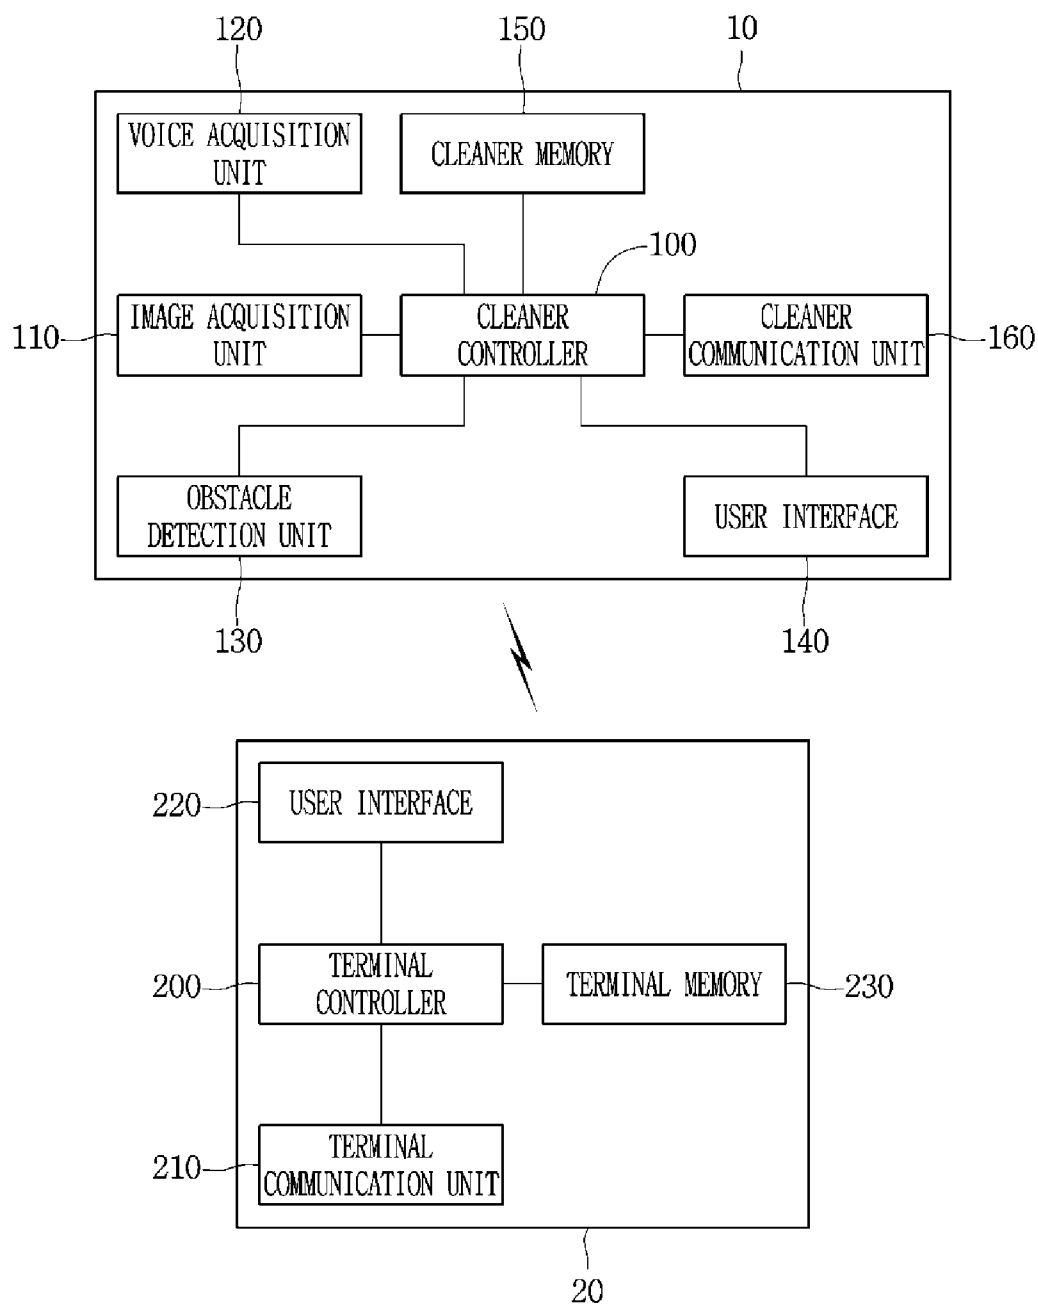 120
150
10
VOICE ACQUISITION
UNIT
CLEANER MEMORY
100
110
IMAGE ACQUISITION
UNIT
CLEANER
CONTROLLER
CLEANER
COMMUNICATION UNIT
160
OBSTACLE
DETECTION UNIT
USER INTERFACE
130
140
220
USER INTERFACE
200
TERMINAL
CONTROLLER
TERMINAL MEMORY
230
210
TERMINAL
COMMUNICATION UNIT
20